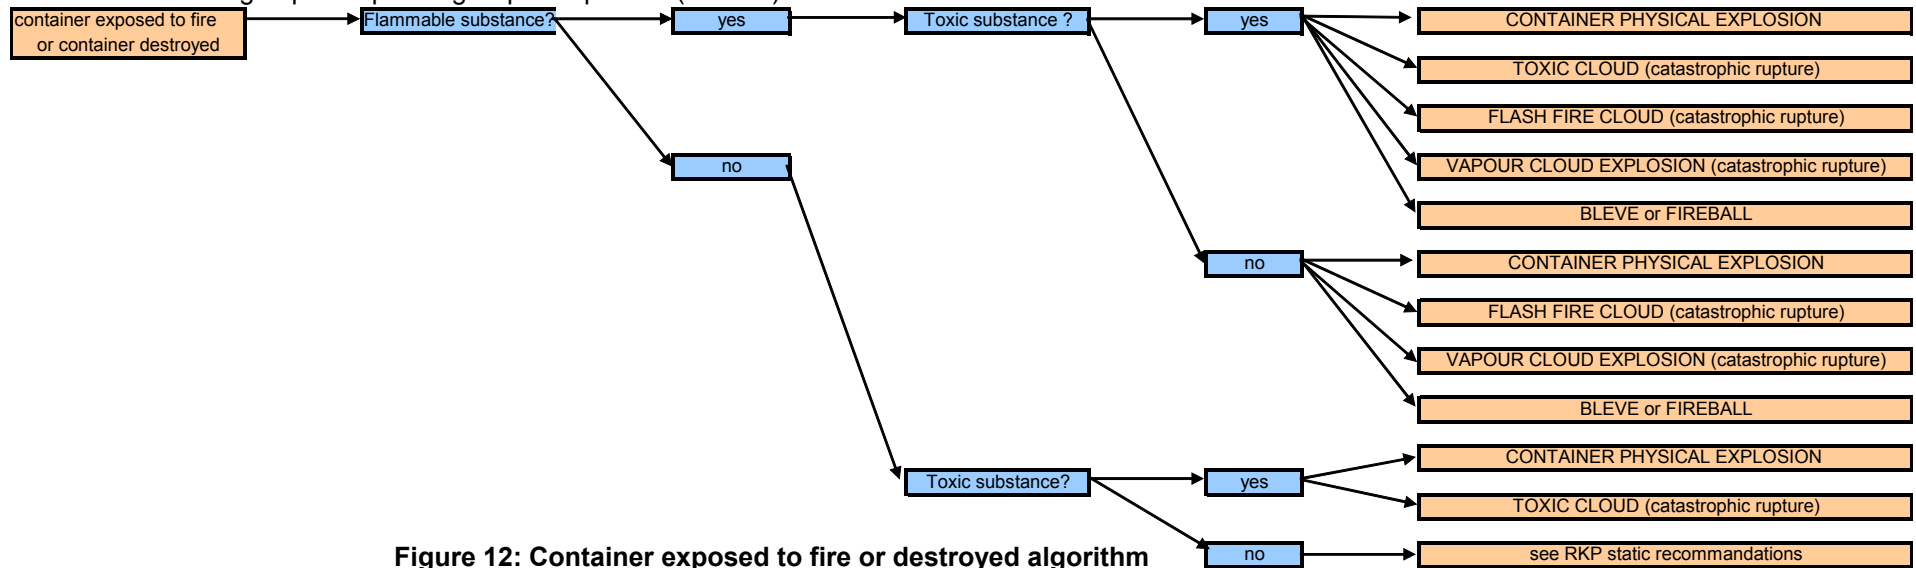 container exposed to fire
or container destroyed
Flammable substance?
yes
Toxic substance ?
yes
CONTAINER PHYSICAL EXPLOSION
TOXIC CLOUD (catastrophic rupture)
FLASH FIRE CLOUD (catastrophic rupture)
VAPOUR CLOUD EXPLOSION (catastrophic rupture)
BLEVE or FIREBALL
no
no
CONTAINER PHYSICAL EXPLOSION
FLASH FIRE CLOUD (catastrophic rupture)
VAPOUR CLOUD EXPLOSION (catastrophic rupture)
BLEVE or FIREBALL
Toxic substance?
yes
CONTAINER PHYSICAL EXPLOSION
TOXIC CLOUD (catastrophic rupture)
no
see RKP static recommandations
Figure 12: Container exposed to fire or destroyed algorithm